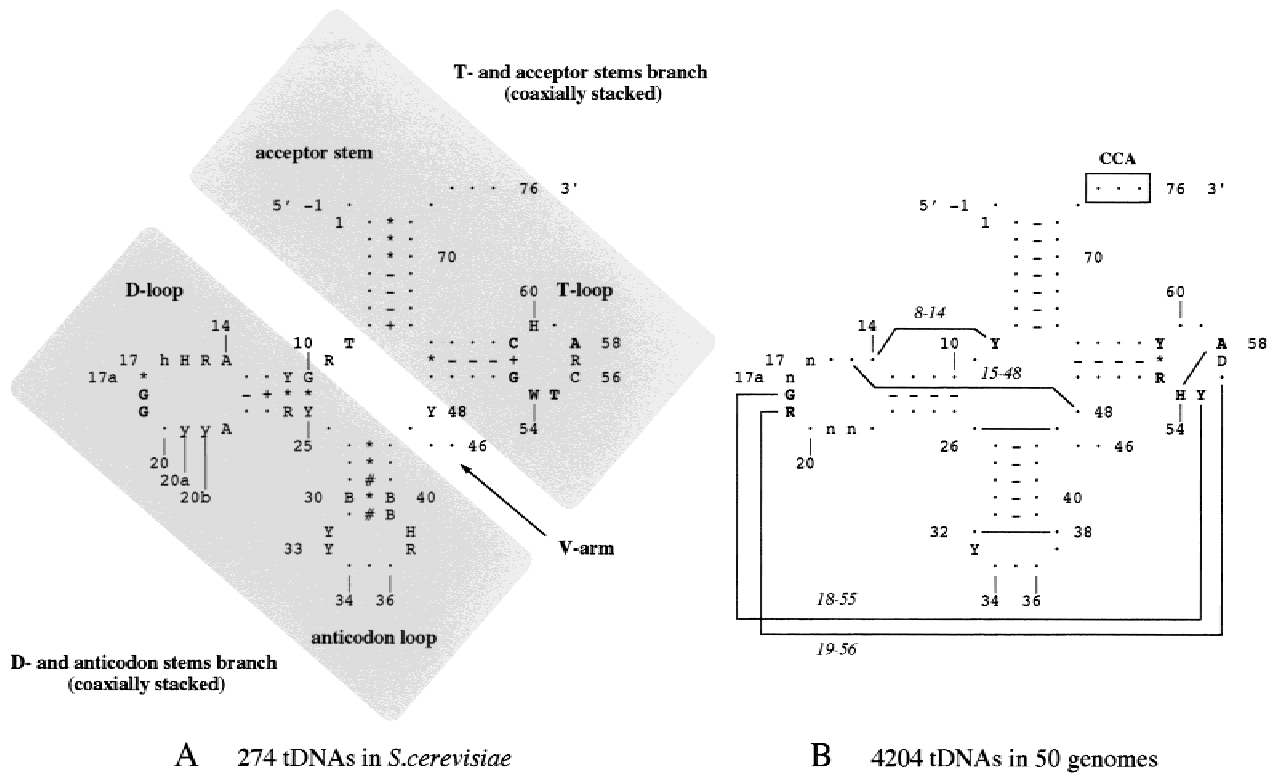 T- and acceptor stems branch
(coaxially stacked)
acceptor stem
CCA
· · · 76 3'
· · · 76 3'
5' -1 · ·
5' -1 · ·
1 · * ·
1 · - ·
· * ·
· - ·
· * · 70
· - · 70
· - ·
· - ·
D-loop
60
T-loop
60
· - ·
· - ·
· - ·
· - ·
8-14
14
· + ·
H ·
14
· - ·
· ·
10
T
C
A 58
10
Y
· · · · Y
A 58
17 h H R A
R
* - - - +
R
17 n · · ·
- - - - *
D
17a *
· · Y G
· · · · G
C 56
17a n
· · · ·
15-48
· · · · R
·
G
- + * *
W T
G
- - - -
H Y
G
· · R Y
Y 48
R
· · · ·
· 48
· y y A
25
· ·
54
· n n ·
26
· ·
54
20
· * ·
· · 46
20
· - ·
· · 46
20a
· * ·
· - ·
20b
· # ·
30 B * B 40
· - · 40
# B
· - ·
Y H
32 · · 38
33 Y R
V-arm
Y ·
· · ·
· · ·
34 36
34 36
18-55
anticodon loop
19-56
D- and anticodon stems branch
(coaxially stacked)
A 274 tDNAs in S.cerevisiae
B 4204 tDNAs in 50 genomes